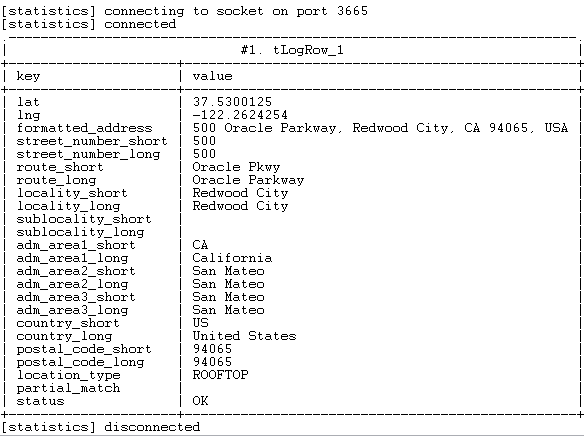 [statistics] connecting to socket on port 3665
[statistics] connected
#1. tLogRow_1
key | value
lat | 37.5300125
lng | -122.2624254
formatted_address | 500 Oracle Parkway, Redwood City, CA 94065, USA
street_number_short | 500
street_number_long | 500
route_short | Oracle Pkwy
route_long | Oracle Parkway
locality_short | Redwood City
locality_long | Redwood City
sublocality_short |
sublocality_long |
adm_area1_short | CA
adm_area1_long | California
adm_area2_short | San Mateo
adm_area2_long | San Mateo
adm_area3_short | San Mateo
adm_area3_long | San Mateo
country_short | US
country_long | United States
postal_code_short | 94065
postal_code_long | 94065
location_type | ROOFTOP
partial_match |
status | OK
[statistics] disconnected